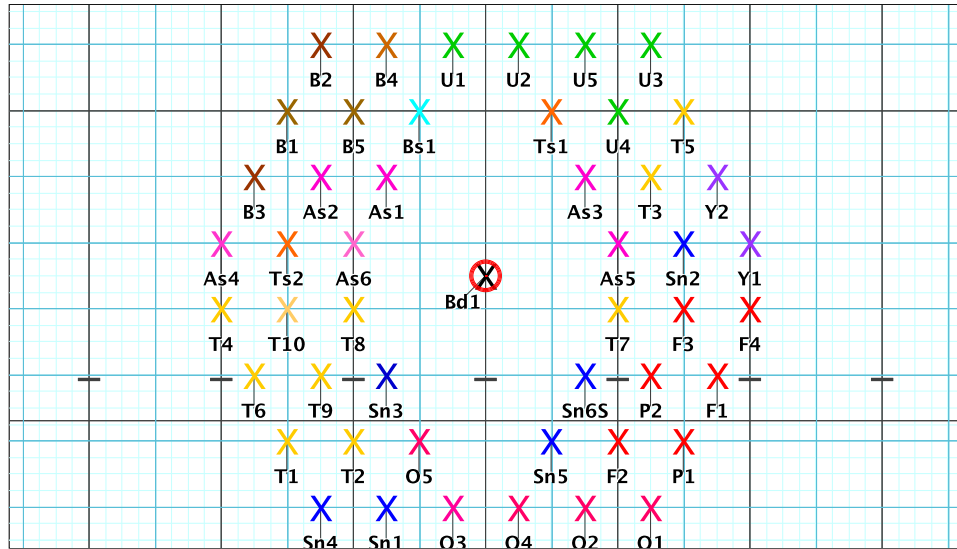 B2 B4 U1 U2 U5 U3
B1 B5 Bs1 Ts1 U4 T5
B3 As2 As1 As3 T3 Y2
As4 Ts2 As6 As5 Sn2 Y1
Bd1
T4 T10 T8 T7 F3 F4
T6 T9 Sn3 Sn6S P2 F1
T1 T2 O5 Sn5 F2 P1
Sn4 Sn1 O3 O4 O2 O1